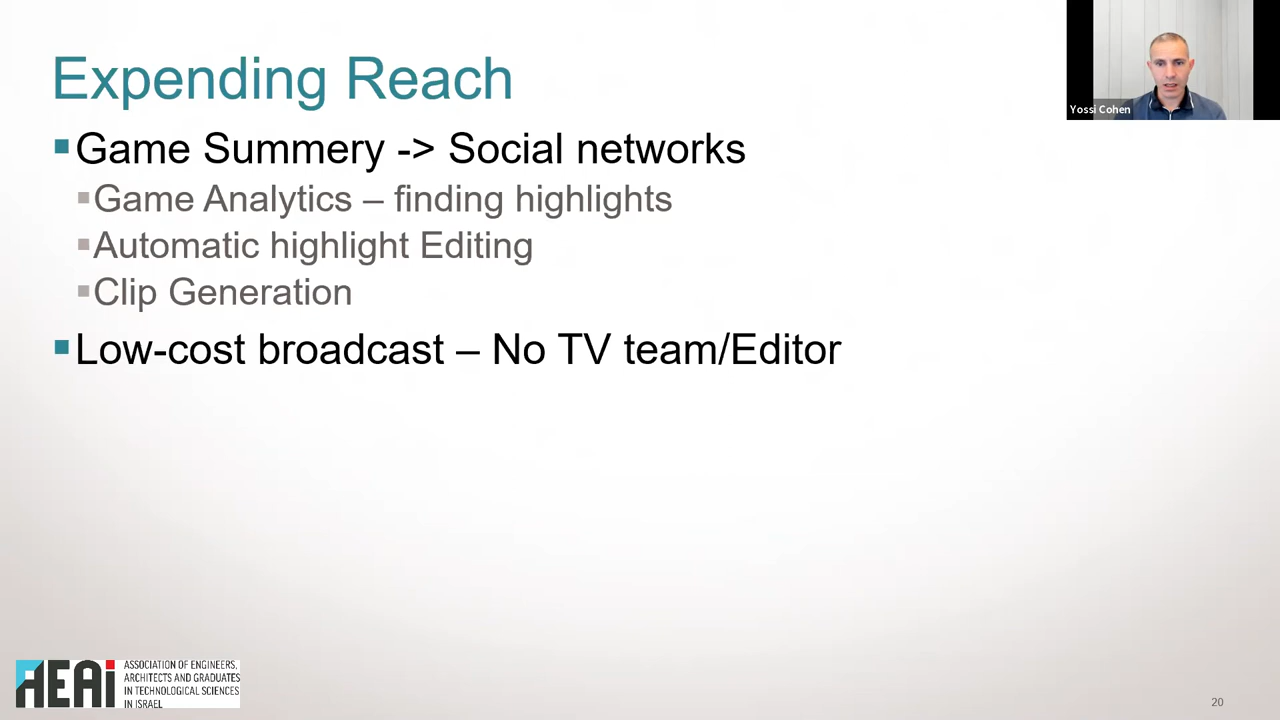 Expending Reach
Yossi Cohen
Game Summery -> Social networks
Game Analytics – finding highlights
Automatic highlight Editing
Clip Generation
Low-cost broadcast – No TV team/Editor
AEAi
ASSOCIATION OF ENGINEERS,
ARCHITECTS AND GRADUATES
IN TECHNOLOGICAL SCIENCES
IN ISRAEL
20